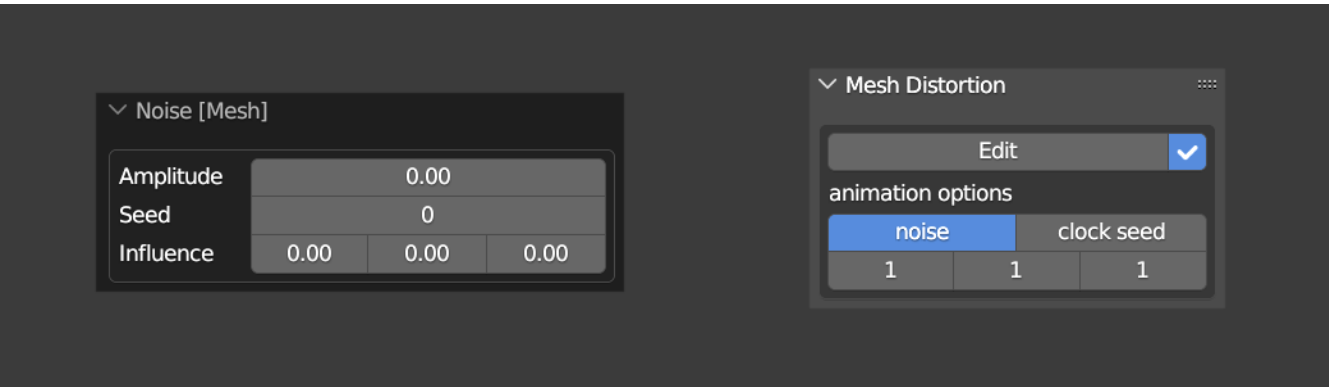 Noise [Mesh]
Amplitude 0.00
Seed 0
Influence 0.00 0.00 0.00
Mesh Distortion
Edit
animation options
noise clock seed
1 1 1